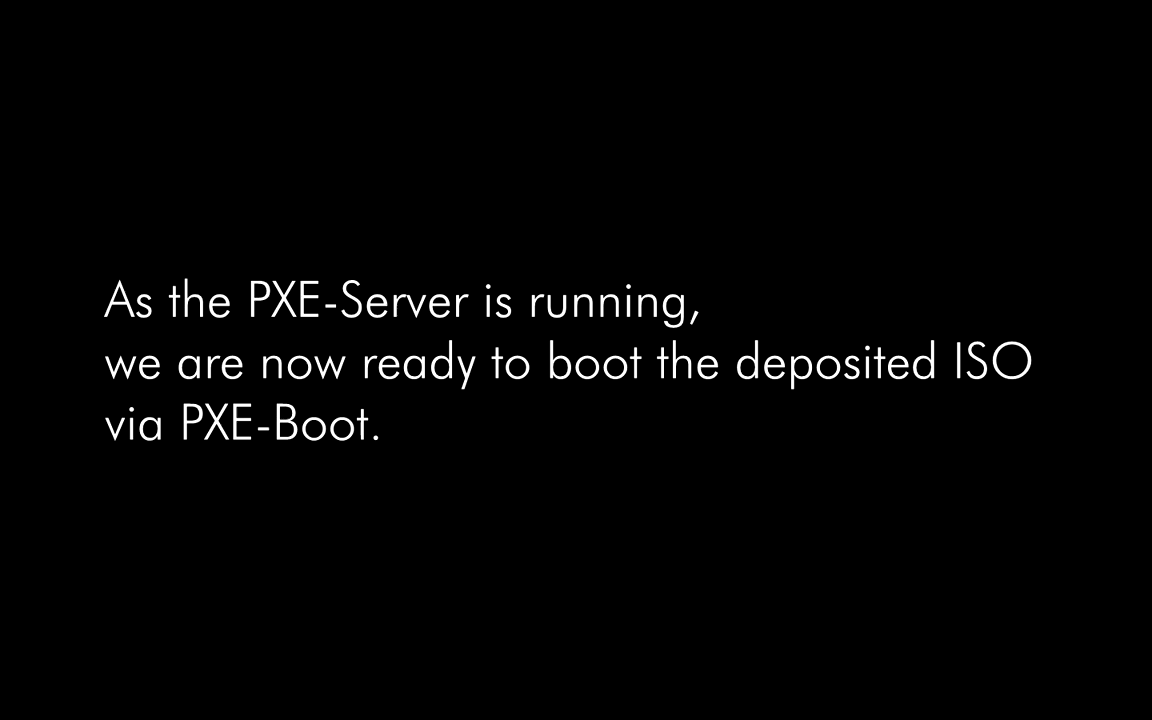 As the PXE-Server is running,
we are now ready to boot the deposited ISO
via PXE-Boot.